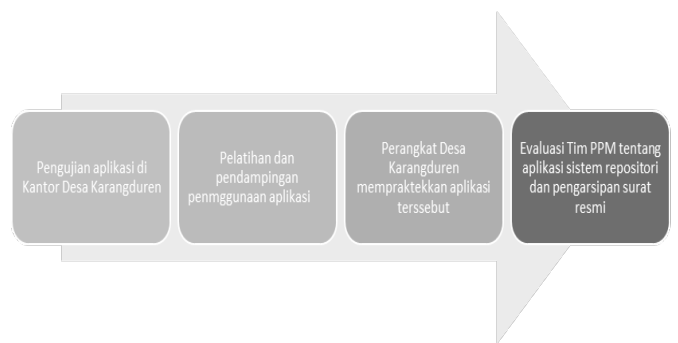 Pengujian aplikasi di
Kantor Desa Karangduren
Pelatihan dan
pendampingan
penmggunaan aplikasi
Perangkat Desa
Karangduren
mempraktekkan aplikasi
terssebut
Evaluasi Tim PPM tentang
aplikasi sistem repositori
dan pengarsipan surat
resmi